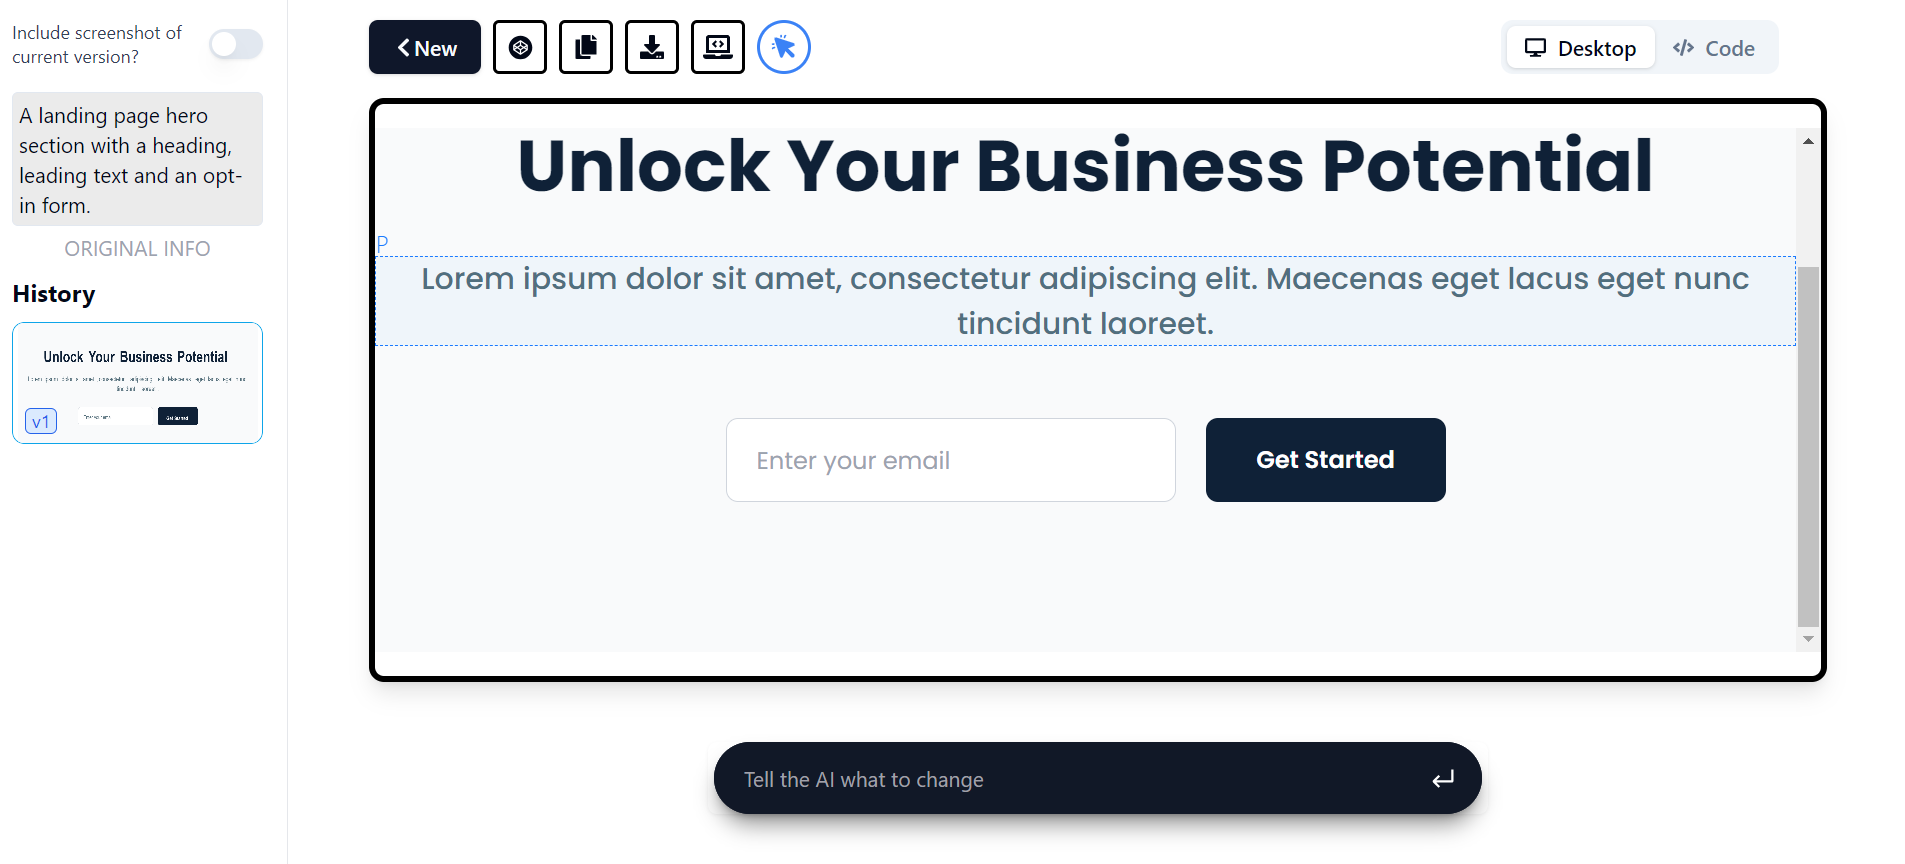 Include screenshot of
current version?
A landing page hero
section with a heading,
leading text and an opt-
in form.
ORIGINAL INFO
History
Unlock Your Business Potential
v1
Get Started
New
Desktop
Code
Unlock Your Business Potential
P
Lorem ipsum dolor sit amet, consectetur adipiscing elit. Maecenas eget lacus eget nunc
tincidunt laoreet.
Enter your email
Get Started
Tell the AI what to change